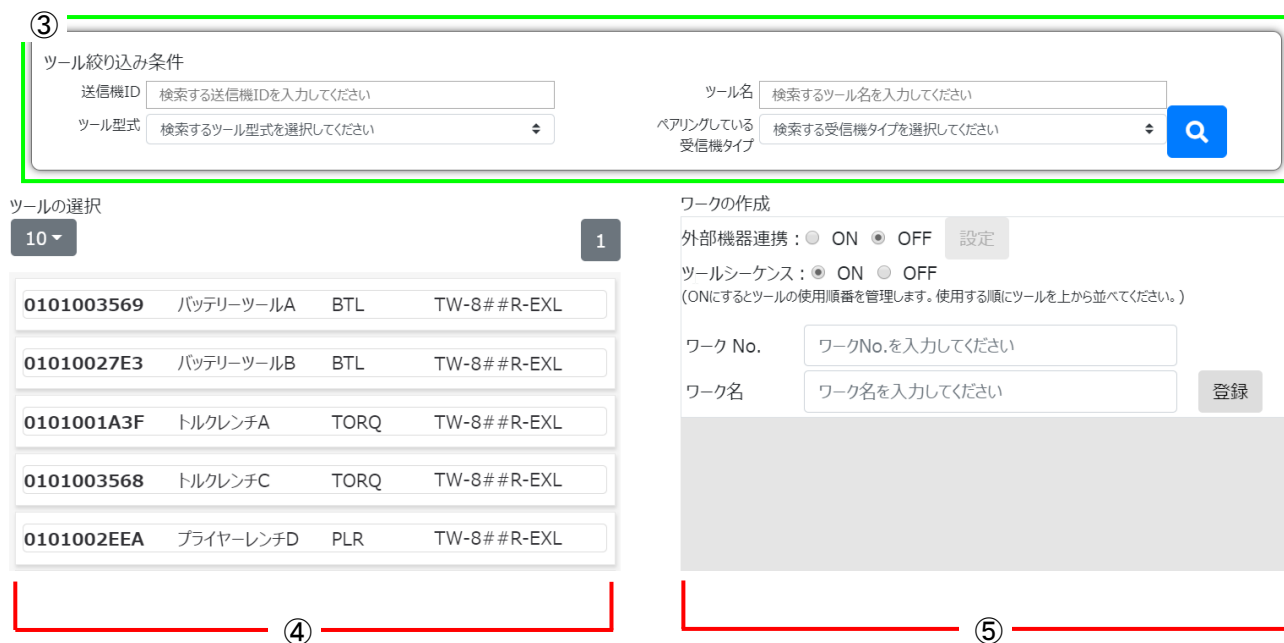 ③
ツール絞り込み条件
送信機ID 検索する送信機IDを入力してください
ツール名 検索するツール名を入力してください
ツール型式 検索するツール型式を選択してください
ペアリングしている
受信機タイプ 検索する受信機タイプを選択してください
ツールの選択
10
1
0101003569 バッテリーツールA BTL TW-8##R-EXL
01010027E3 バッテリーツールB BTL TW-8##R-EXL
0101001A3F トルクレンチA TORQ TW-8##R-EXL
0101003568 トルクレンチC TORQ TW-8##R-EXL
0101002EEA プライヤーレンチD PLR TW-8##R-EXL
④
ワークの作成
外部機器連携: ON OFF 設定
ツールシーケンス: ON OFF
(ONにするとツールの使用順番を管理します。使用する順にツールを上から並べてください。)
ワーク No. ワークNo.を入力してください
ワーク名 ワーク名を入力してください 登録
⑤